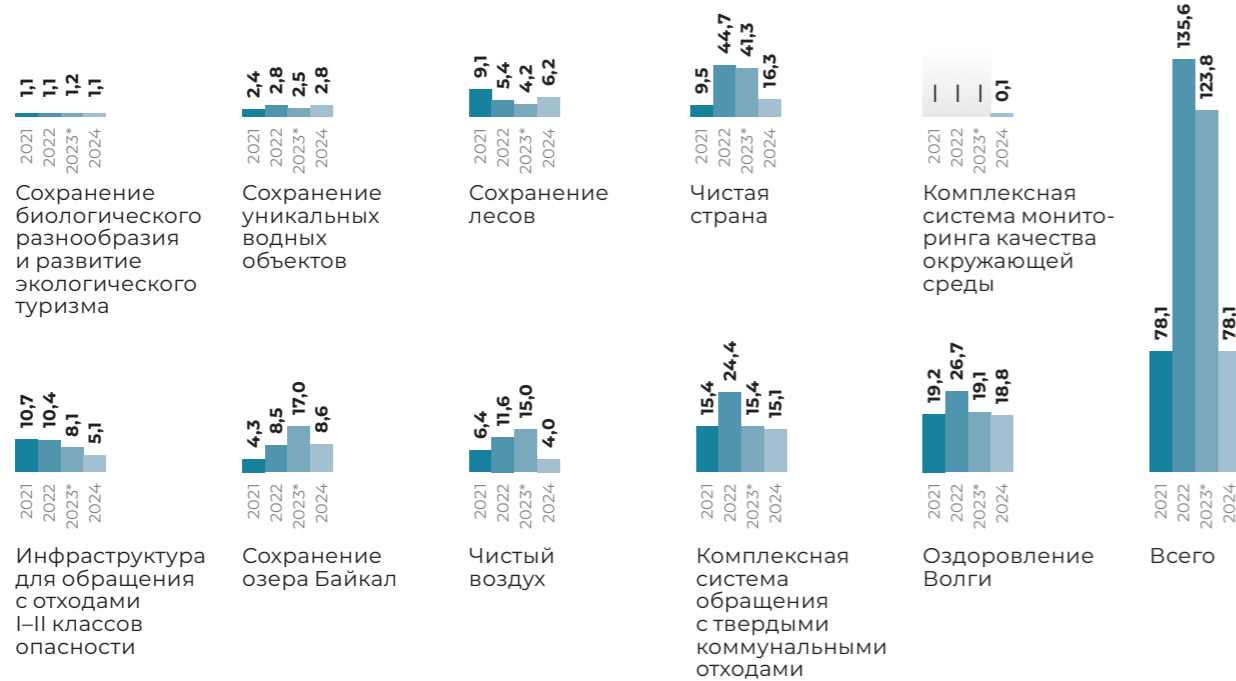 1,1 1,1 1,2 1,1
2021 2022 2023* 2024
Сохранение
биологического
разнообразия
и развитие
экологического
туризма
2,4 2,8 2,5 2,8
2021 2022 2023* 2024
Сохранение
уникальных
водных
объектов
9,1 5,4 4,2 6,2
2021 2022 2023* 2024
Сохранение
лесов
9,5 44,7 41,3 16,3
2021 2022 2023* 2024
Чистая
страна
— — — 0,1
2021 2022 2023* 2024
Комплексная
система монито-
ринга качества
окружающей
среды
10,7 10,4 8,1 5,1
2021 2022 2023* 2024
Инфраструктура
для обращения
с отходами
I–II классов
опасности
4,3 8,5 17,0 8,6
2021 2022 2023* 2024
Сохранение
озера Байкал
6,4 11,6 15,0 4,0
2021 2022 2023* 2024
Чистый
воздух
15,4 24,4 15,4 15,1
2021 2022 2023* 2024
Комплексная
система
обращения
с твердыми
коммунальными
отходами
19,2 26,7 19,1 18,8
2021 2022 2023* 2024
Оздоровление
Волги
78,1 135,6 123,8 78,1
2021 2022 2023* 2024
Всего